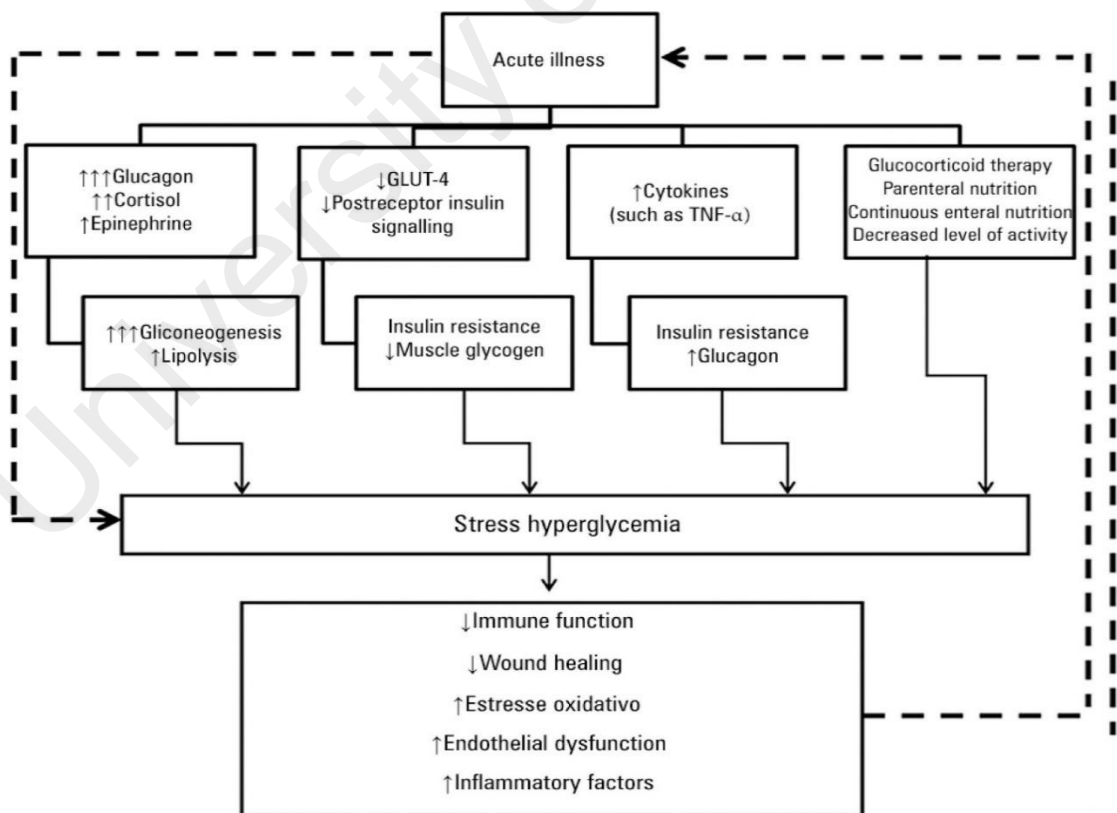 University
Acute illness
↑↑↑Glucagon
↑↑Cortisol
↑Epinephrine
↓GLUT-4
↓Postreceptor insulin
signalling
↑Cytokines
(such as TNF-α)
Glucocorticoid therapy
Parenteral nutrition
Continuous enteral nutrition
Decreased level of activity
↑↑↑Gliconeogenesis
↑Lipolysis
Insulin resistance
↓Muscle glycogen
Insulin resistance
↑Glucagon
Stress hyperglycemia
↓Immune function
↓Wound healing
↑Estresse oxidativo
↑Endothelial dysfunction
↑Inflammatory factors